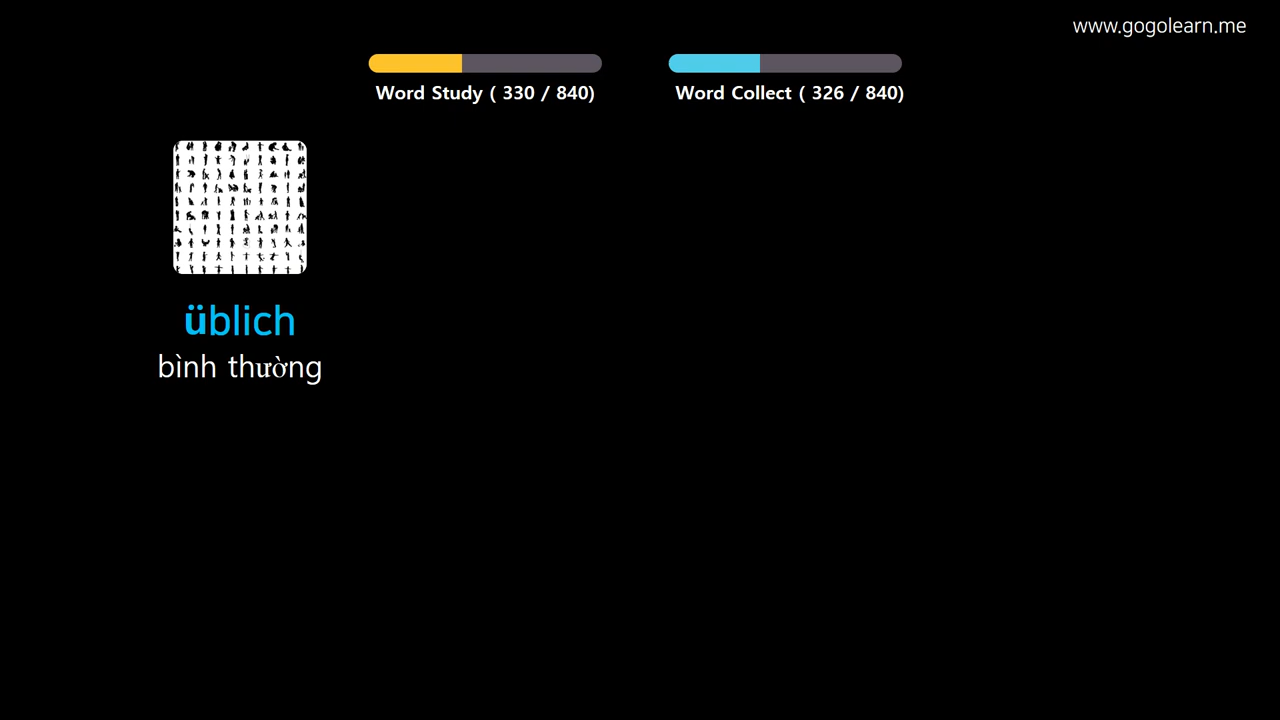 www.gogolearn.me
Word Study ( 330 / 840)
Word Collect ( 326 / 840)
üblich
bình thường